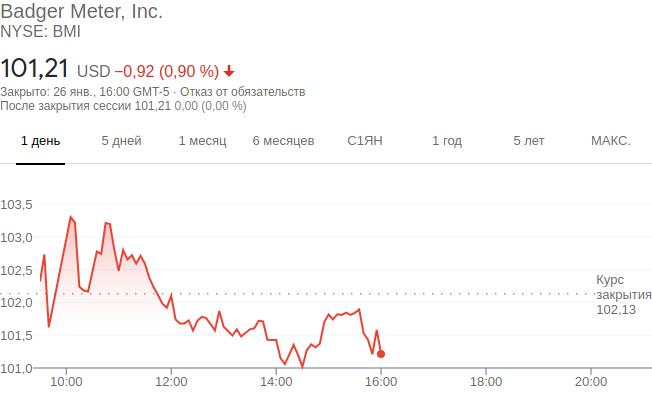 Badger Meter, Inc.
NYSE: BMI
101,21 USD −0,92 (0,90 %)
Закрыто: 26 янв., 16:00 GMT-5 · Отказ от обязательств
После закрытия сессии 101,21 0,00 (0,00 %)
1 день 5 дней 1 месяц 6 месяцев С1ЯН 1 год 5 лет МАКС.
103,5
103,0
102,5
Курс
закрытия
102,13
102,0
101,5
101,0
10:00 12:00 14:00 16:00 18:00 20:00